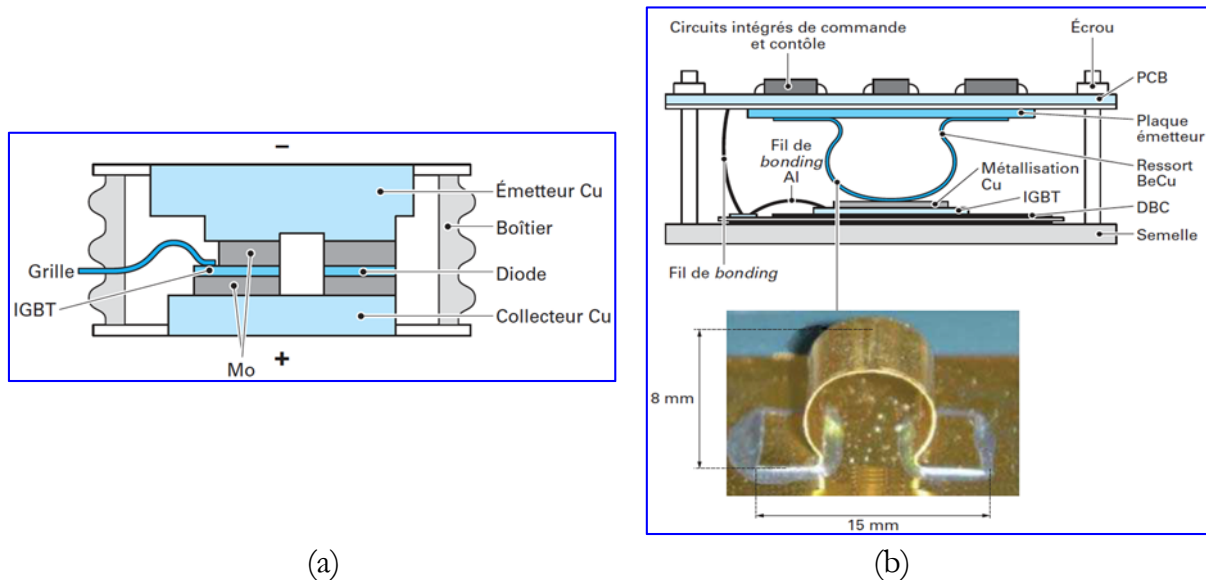 −
Émetteur Cu
Boîtier
Grille
Diode
IGBT
Collecteur Cu
Mo
+
(a)
Circuits intégrés de commande
et contôle
Écrou
PCB
Plaque
émetteur
Fil de
bonding
Al
Ressort
BeCu
Métallisation
Cu
IGBT
DBC
Semelle
Fil de bonding
8 mm
15 mm
(b)